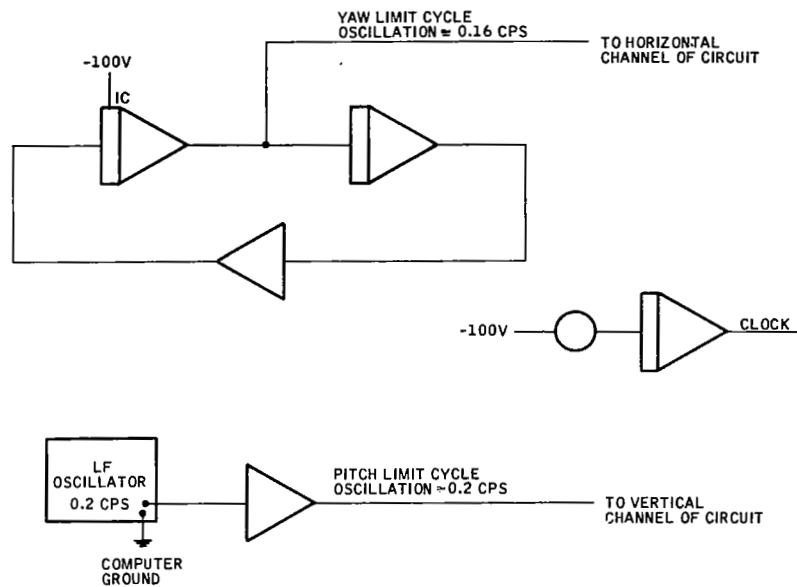 YAW LIMIT CYCLE
OSCILLATION ≈ 0.16 CPS
TO HORIZONTAL
CHANNEL OF CIRCUIT
-100V
IC
-100V
CLOCK
LF
OSCILLATOR
0.2 CPS
PITCH LIMIT CYCLE
OSCILLATION ≈0.2 CPS
TO VERTICAL
CHANNEL OF CIRCUIT
COMPUTER
GROUND